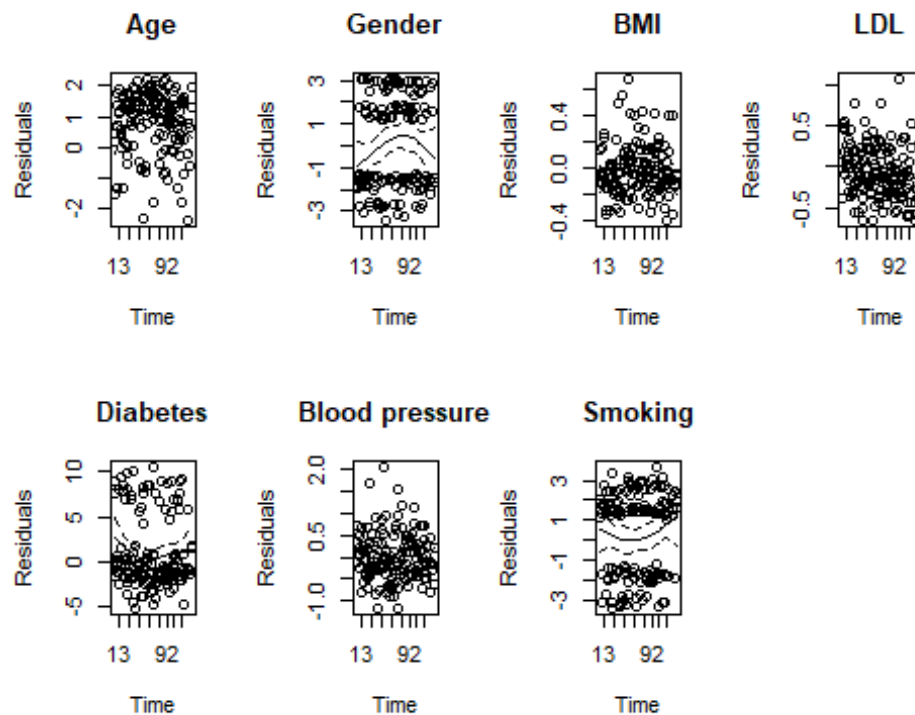 Age
Residuals
2
1
0
-2
13 92
Time
Gender
Residuals
3
1
-1
-3
13 92
Time
BMI
Residuals
0.4
0.0
-0.4
13 92
Time
LDL
Residuals
0.5
-0.5
Diabetes
Residuals
10
5
0
-5
13 92
Time
Blood pressure
Residuals
2.0
0.5
-1.0
13 92
Time
Smoking
Residuals
3
1
-1
-3
13 92
Time